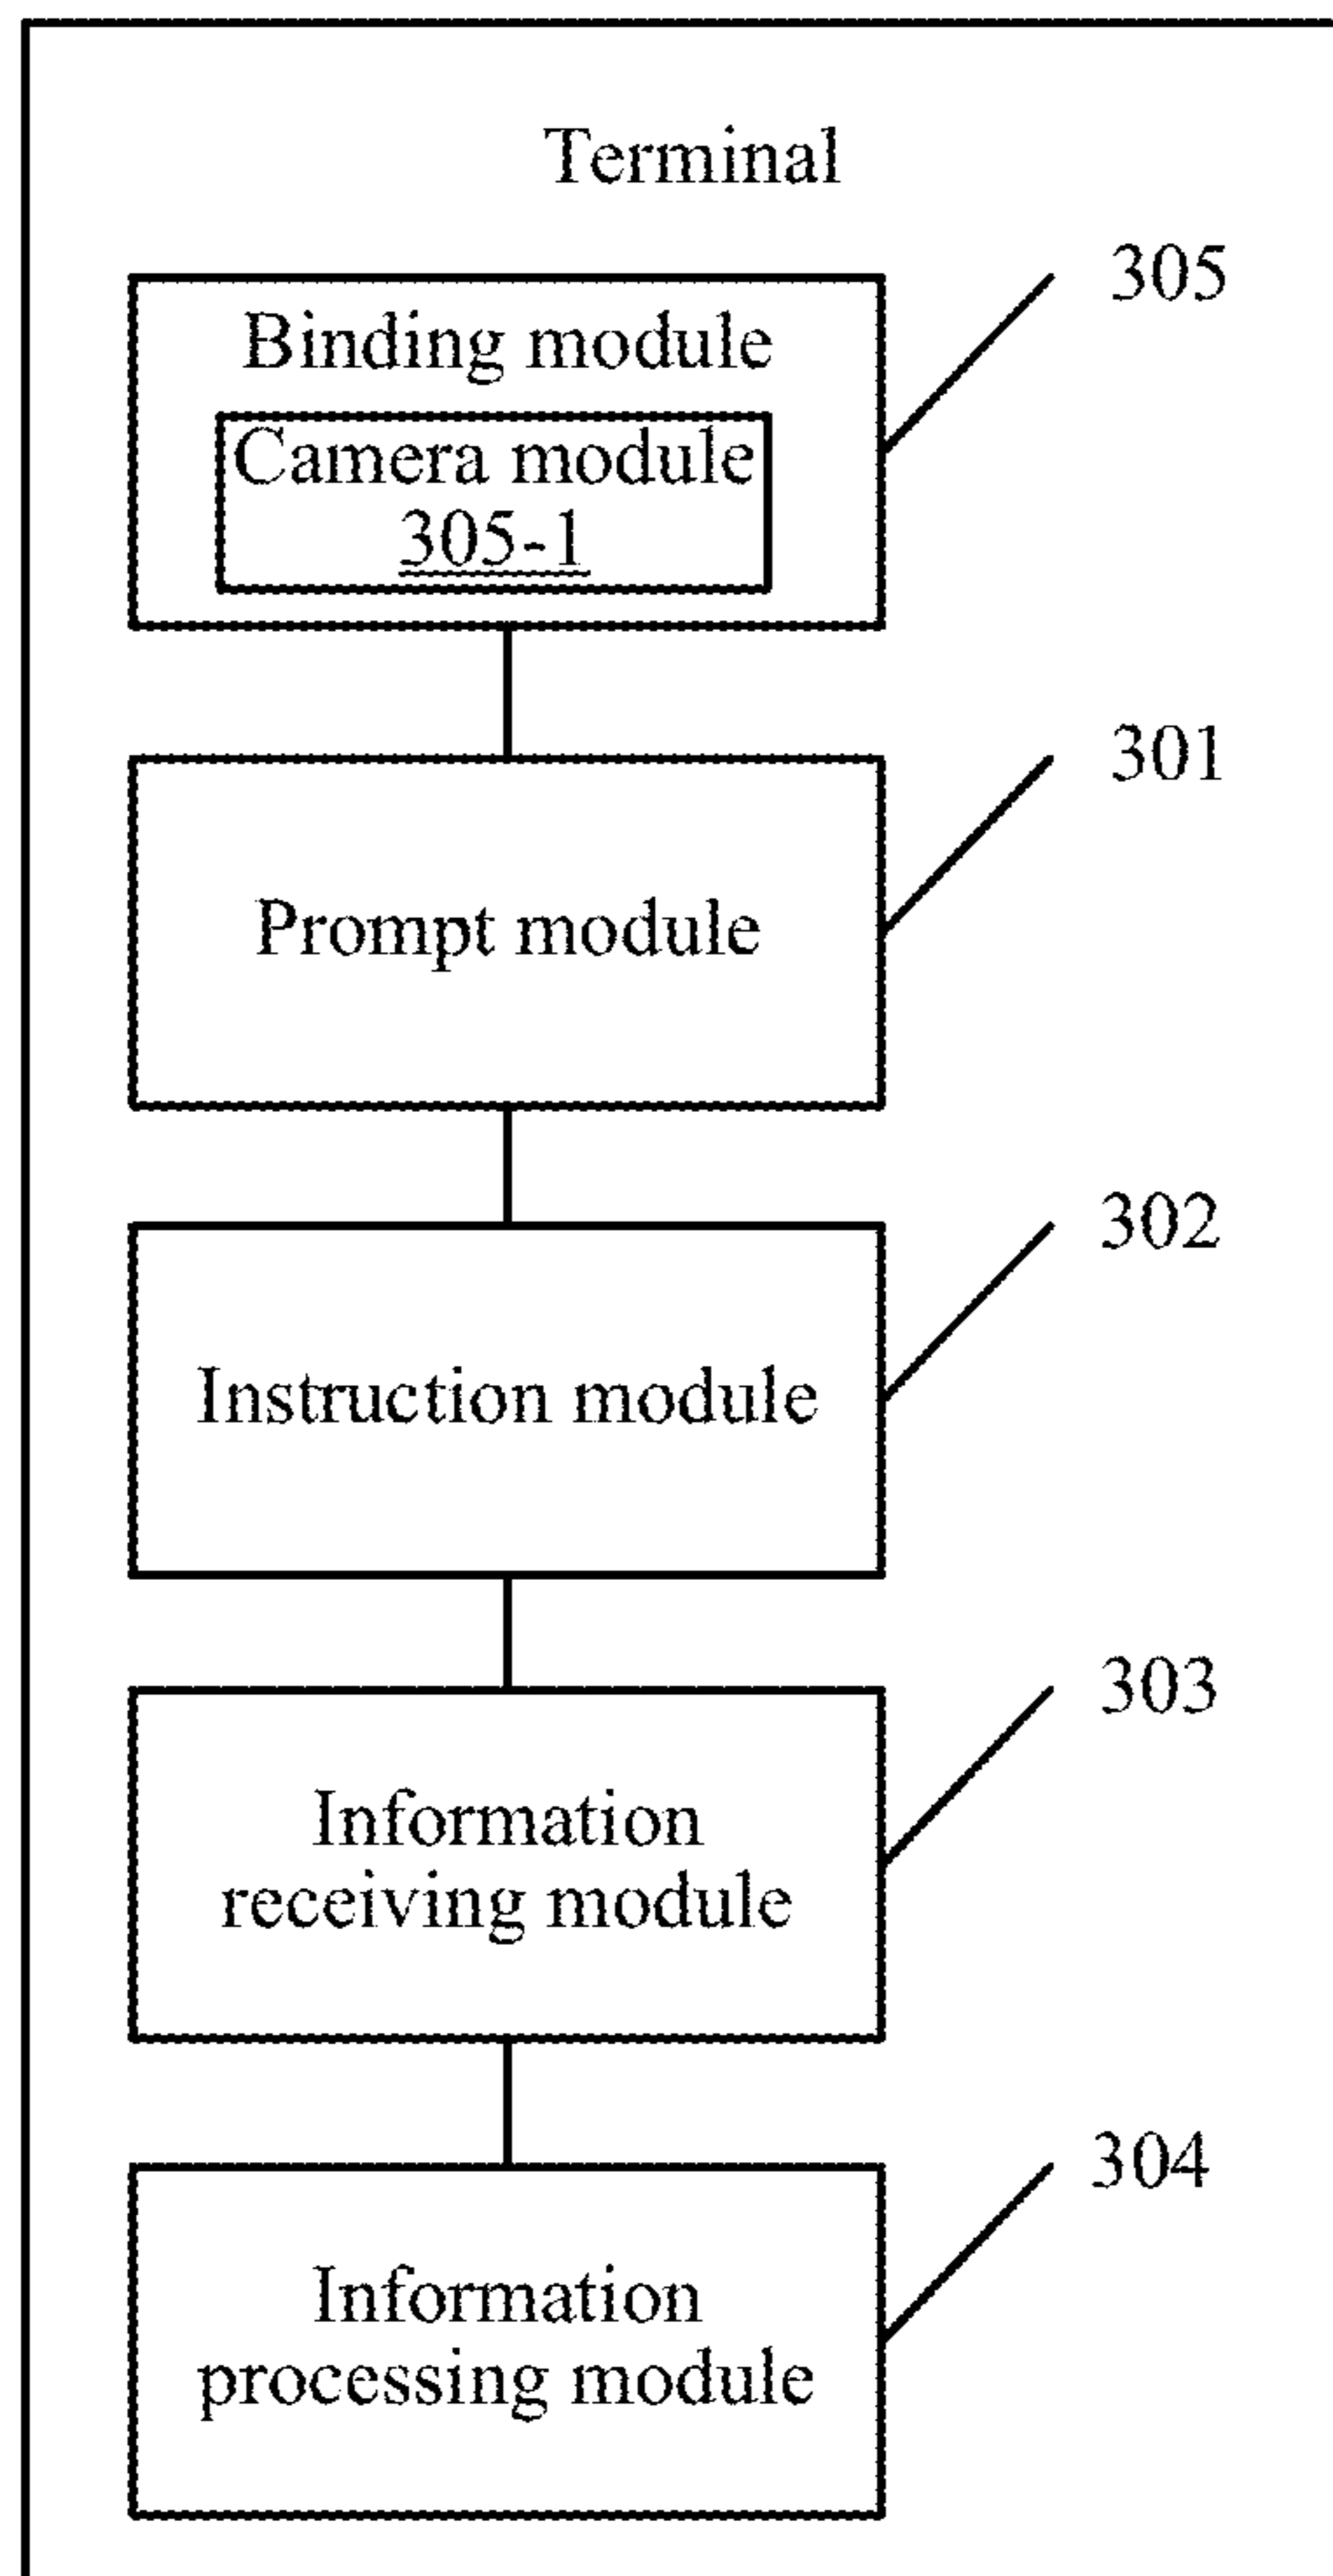 Terminal
305
Binding module
Camera module
305-1
301
Prompt module
302
Instruction module
303
Information
receiving module
304
Information
processing module